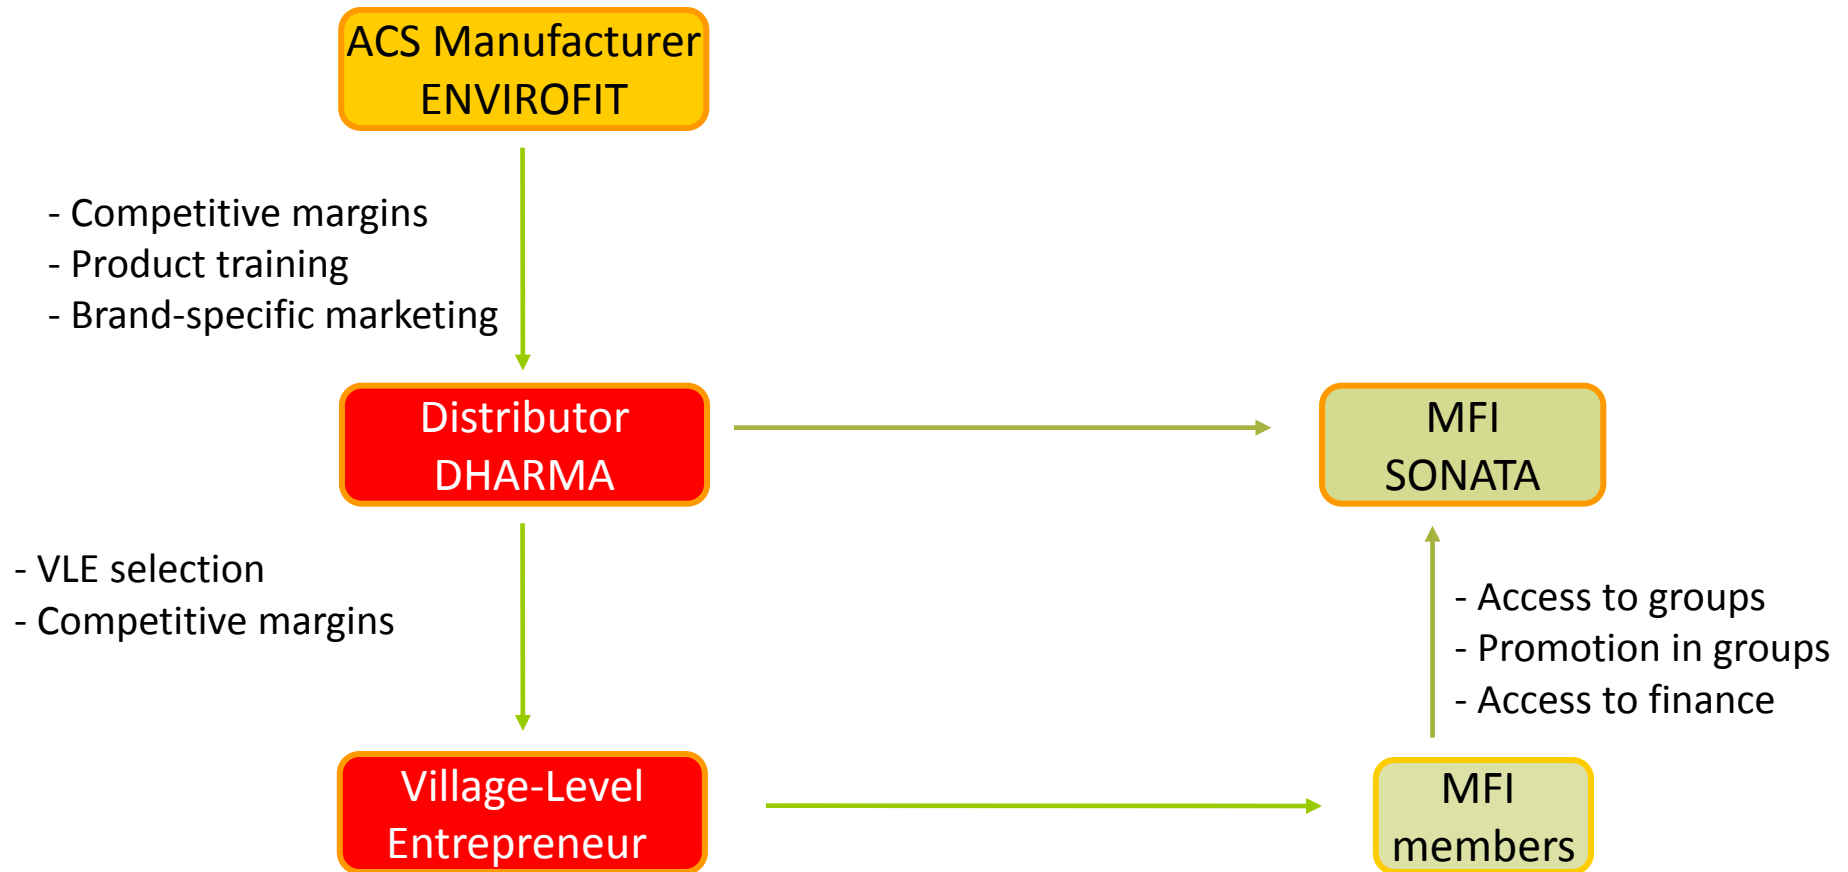 ACS Manufacturer
ENVIROFIT
- Competitive margins
- Product training
- Brand-specific marketing
Distributor
DHARMA
MFI
SONATA
- VLE selection
- Competitive margins
- Access to groups
- Promotion in groups
- Access to finance
Village-Level
Entrepreneur
MFI
members